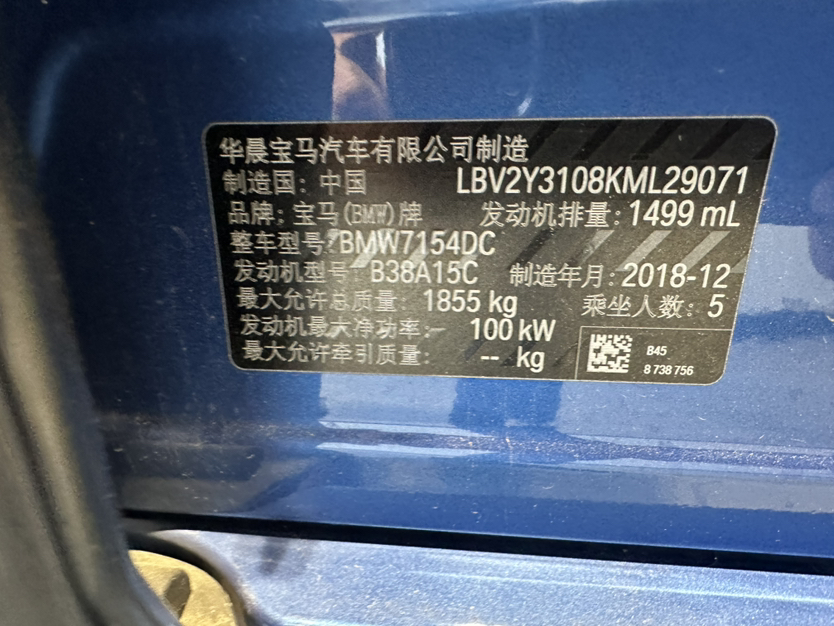 华晨宝马汽车有限公司制造
制造国：中国 LBV2Y3108KML29071
品牌：宝马(BMW)牌 发动机排量：1499 mL
整车型号：BMW7154DC
发动机型号 B38A15C 制造年月：2018-12
最大允许总质量： 1855 kg 乘坐人数：5
发动机最大净功率： 100 kW
最大允许牵引质量： -- kg
B45
8 738 756